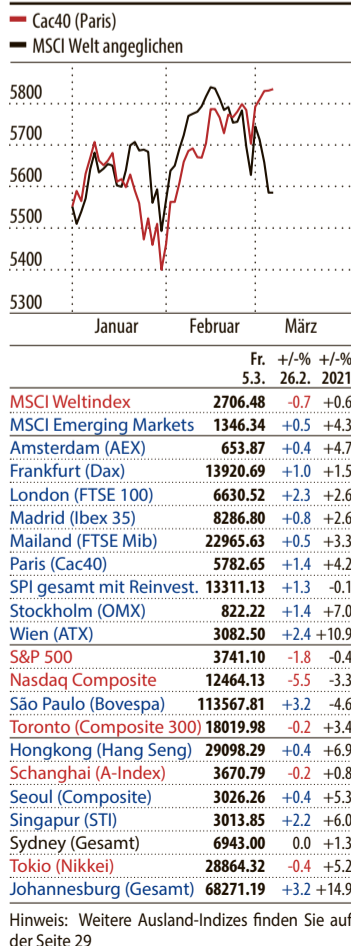 Cac40 (Paris)
MSCI Welt angeglichen
5800
5700
5600
5500
5400
5300
Januar Februar März
Fr. +/-% +/-%
5.3. 26.2. 2021
MSCI Weltindex 2706.48 -0.7 +0.6
MSCI Emerging Markets 1346.34 +0.5 +4.3
Amsterdam (AEX) 653.87 +0.4 +4.7
Frankfurt (Dax) 13920.69 +1.0 +1.5
London (FTSE 100) 6630.52 +2.3 +2.6
Madrid (Ibex 35) 8286.80 +0.8 +2.6
Mailand (FTSE Mib) 22965.63 +0.5 +3.3
Paris (Cac40) 5782.65 +1.4 +4.2
SPI gesamt mit Reinvest. 13311.13 +1.3 -0.1
Stockholm (OMX) 822.22 +1.4 +7.0
Wien (ATX) 3082.50 +2.4 +10.9
S&P 500 3741.10 -1.8 -0.4
Nasdaq Composite 12464.13 -5.5 -3.3
São Paulo (Bovespa) 113567.81 +3.2 -4.6
Toronto (Composite 300) 18019.98 -0.2 +3.4
Hongkong (Hang Seng) 29098.29 +0.4 +6.9
Schanghai (A-Index) 3670.79 -0.2 +0.8
Seoul (Composite) 3026.26 +0.4 +5.3
Singapur (STI) 3013.85 +2.2 +6.0
Sydney (Gesamt) 6943.00 0.0 +1.3
Tokio (Nikkei) 28864.32 -0.4 +5.2
Johannesburg (Gesamt) 68271.19 +3.2 +14.9
Hinweis: Weitere Ausland-Indizes finden Sie auf
der Seite 29